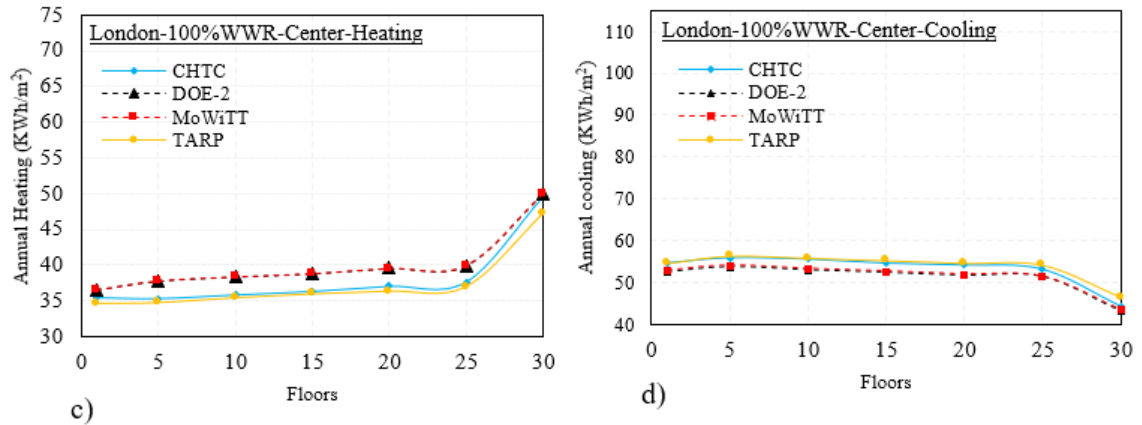 London-100%WWR-Center-Heating
CHTC
DOE-2
MoWiTT
TARP
Annual Heating (KWh/m²)
75
70
65
60
55
50
45
40
35
30
0 5 10 15 20 25 30
Floors
c)
London-100%WWR-Center-Cooling
CHTC
DOE-2
MoWiTT
TARP
Annual cooling (KWh/m²)
110
100
90
80
70
60
50
40
0 5 10 15 20 25 30
Floors
d)